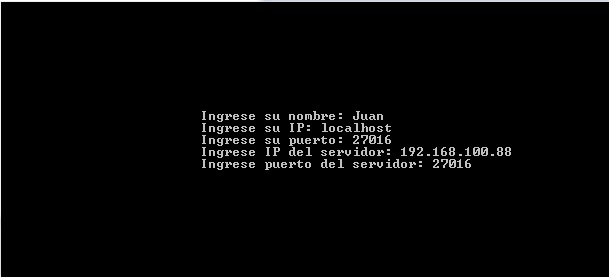 Ingrese su nombre: Juan
Ingrese su IP: localhost
Ingrese su puerto: 27016
Ingrese IP del servidor: 192.168.100.88
Ingrese puerto del servidor: 27016